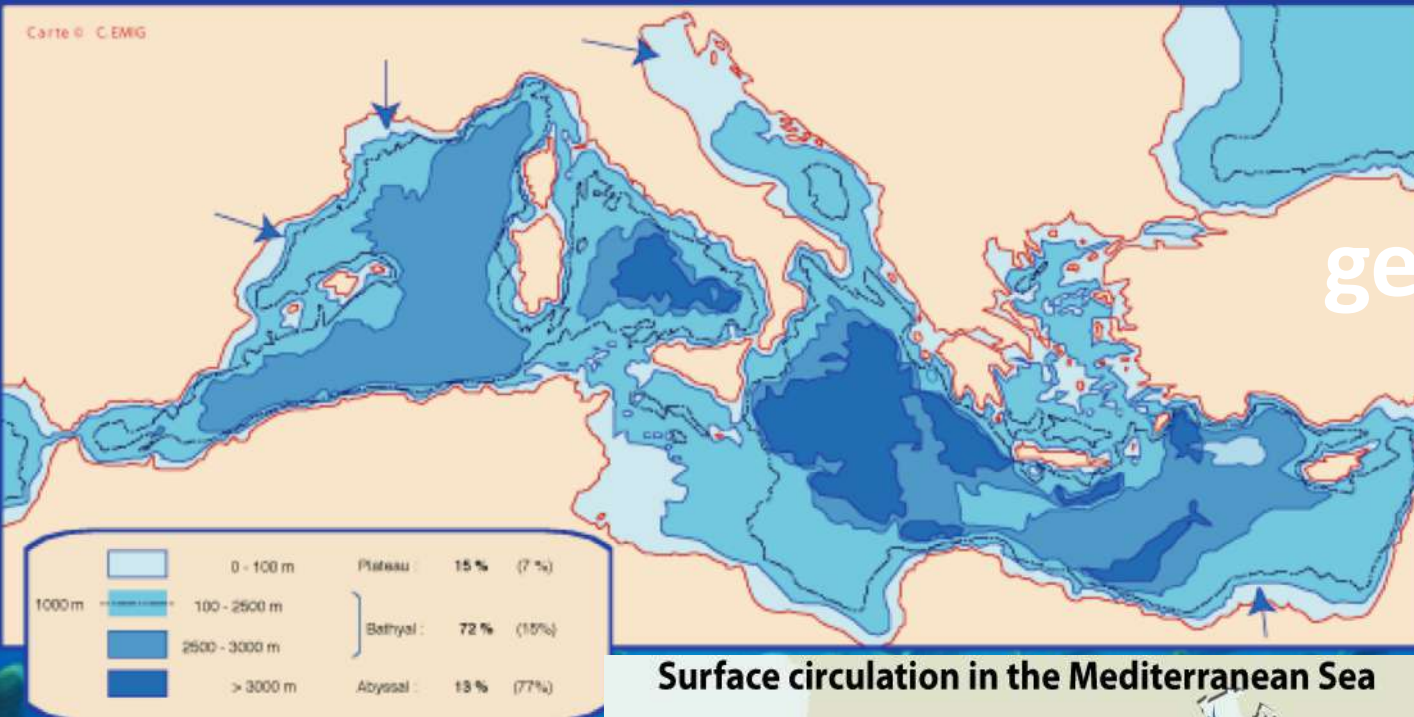 Carte © C.EMIG
ge
0 - 100 m Plateau : 15 % (7 %)
1000 m 100 - 2500 m
Bathyal : 72 % (15%)
2500 - 3000 m
> 3000 m Abyssal : 13 % (77%)
Surface circulation in the Mediterranean Sea